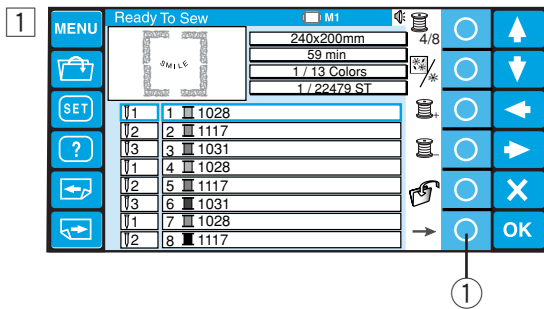 1
MENU
Ready To Sew
M1
SMILE
240x200mm
59 min
1 / 13 Colors
1 / 22479 ST
4/8
SET
?
1 1 1028
2 2 1117
3 3 1031
1 4 1028
2 5 1117
3 6 1031
1 7 1028
2 8 1117
+
−
→
X
OK
1